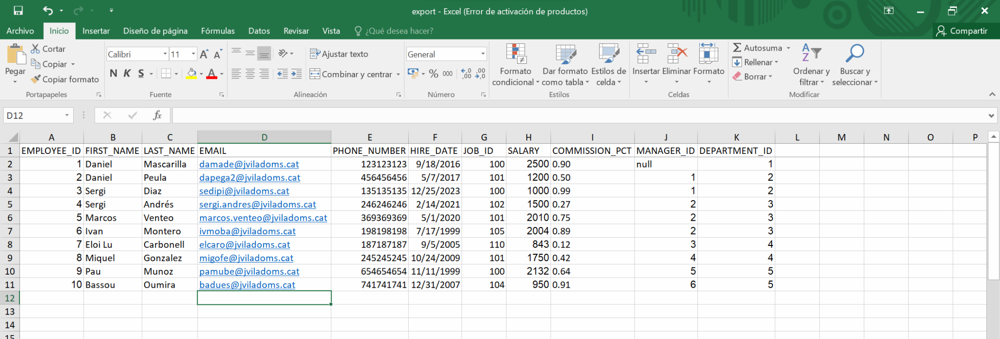 export - Excel (Error de activación de productos)
Archivo Inicio Insertar Diseño de página Fórmulas Datos Revisar Vista ¿Qué desea hacer? Compartir
Pegar
Cortar
Copiar
Copiar formato
Portapapeles
Calibri 11
N K S
Fuente
Ajustar texto
Combinar y centrar
Alineación
General
% 000
Número
Formato condicional
Dar formato como tabla
Estilos de celda
Estilos
Insertar Eliminar Formato
Celdas
Autosuma
Rellenar
Borrar
Ordenar y filtrar
Buscar y seleccionar
Modificar
D12 fx
A B C D E F G H I J K L M N O P
1 EMPLOYEE_ID FIRST_NAME LAST_NAME EMAIL PHONE_NUMBER HIRE_DATE JOB_ID SALARY COMMISSION_PCT MANAGER_ID DEPARTMENT_ID
2 1 Daniel Mascarilla damade@jviladoms.cat 123123123 9/18/2016 100 2500 0.90 null 1
3 2 Daniel Peula dapega2@jviladoms.cat 456456456 5/7/2017 101 1200 0.50 1 2
4 3 Sergi Diaz sedipi@jviladoms.cat 135135135 12/25/2023 100 1000 0.99 1 2
5 4 Sergi Andrés sergi.andres@jviladoms.cat 246246246 2/14/2021 102 1500 0.27 2 3
6 5 Marcos Venteo marcos.venteo@jviladoms.cat 369369369 5/1/2020 101 2010 0.75 2 3
7 6 Ivan Montero ivmoba@jviladoms.cat 198198198 7/17/1999 105 2004 0.89 2 3
8 7 Eloi Lu Carbonell elcaro@jviladoms.cat 187187187 9/5/2005 110 843 0.12 3 4
9 8 Miquel Gonzalez migofe@jviladoms.cat 245245245 10/24/2009 101 1750 0.42 4 4
10 9 Pau Munoz pamube@jviladoms.cat 654654654 11/11/1999 100 2132 0.64 5 5
11 10 Bassou Oumira badues@jviladoms.cat 741741741 12/31/2007 104 950 0.91 6 5
12
13
14
15